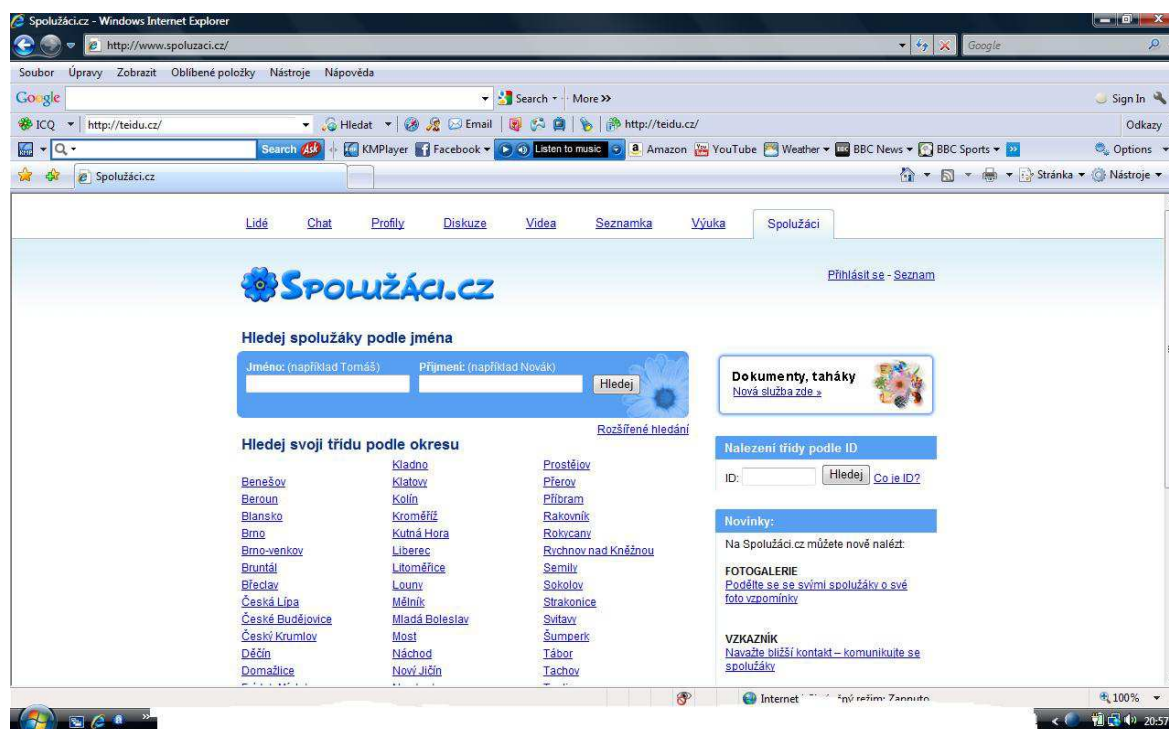 Spolužáci.cz - Windows Internet Explorer
http://www.spoluzaci.cz/
Google
Soubor Úpravy Zobrazit Oblíbené položky Nástroje Nápověda
Google Search More >> Sign In
ICQ http://teidu.cz/ Hledat Email http://teidu.cz/ Odkazy
Search Ask KMPlayer Facebook Listen to music Amazon YouTube Weather BBC News BBC Sports Options
Spolužáci.cz Stránka Nástroje
Lidé Chat Profily Diskuze Videa Seznamka Výuka Spolužáci
Přihlásit se - Seznam
SPOLUŽÁCI.CZ
Hledej spolužáky podle jména
Jméno: (například Tomáš) Příjmení: (například Novák)
Hledej
Rozšířené hledání
Hledej svoji třídu podle okresu
Benešov
Beroun
Blansko
Brno
Brno-venkov
Bruntál
Břeclav
Česká Lípa
České Budějovice
Český Krumlov
Děčín
Domažlice
Kladno
Klatovy
Kolín
Kroměříž
Kutná Hora
Liberec
Litoměřice
Louny
Mělník
Mladá Boleslav
Most
Náchod
Nový Jičín
Prostějov
Přerov
Příbram
Rakovník
Rokycany
Rychnov nad Kněžnou
Semily
Sokolov
Strakonice
Svitavy
Šumperk
Tábor
Tachov
Dokumenty, taháky
Nová služba zde »
Nalezení třídy podle ID
ID: Hledej Co je ID?
Novinky:
Na Spolužáci.cz můžete nově nalézt:
FOTOGALERIE
Podělte se se svými spolužáky o své
foto vzpomínky
VZKAZNÍK
Navažte bližší kontakt – komunikujte se
spolužáky
Internet režim: Zapnuto 100%
20:57